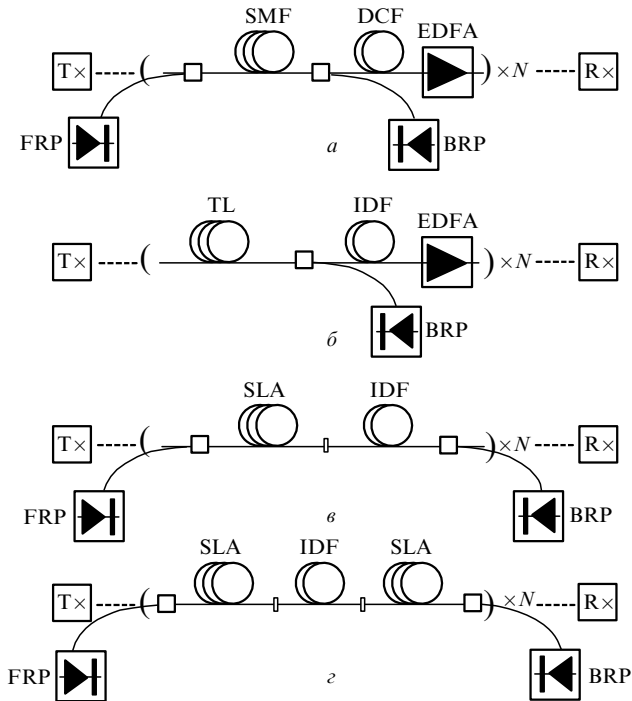 SMF DCF EDFA
T× ( ) ×N R×
FRP а BRP
TL IDF EDFA
T× ( ) ×N R×
б BRP
SLA IDF
T× ( ) ×N R×
FRP в BRP
SLA IDF SLA
T× ( ) ×N R×
FRP г BRP